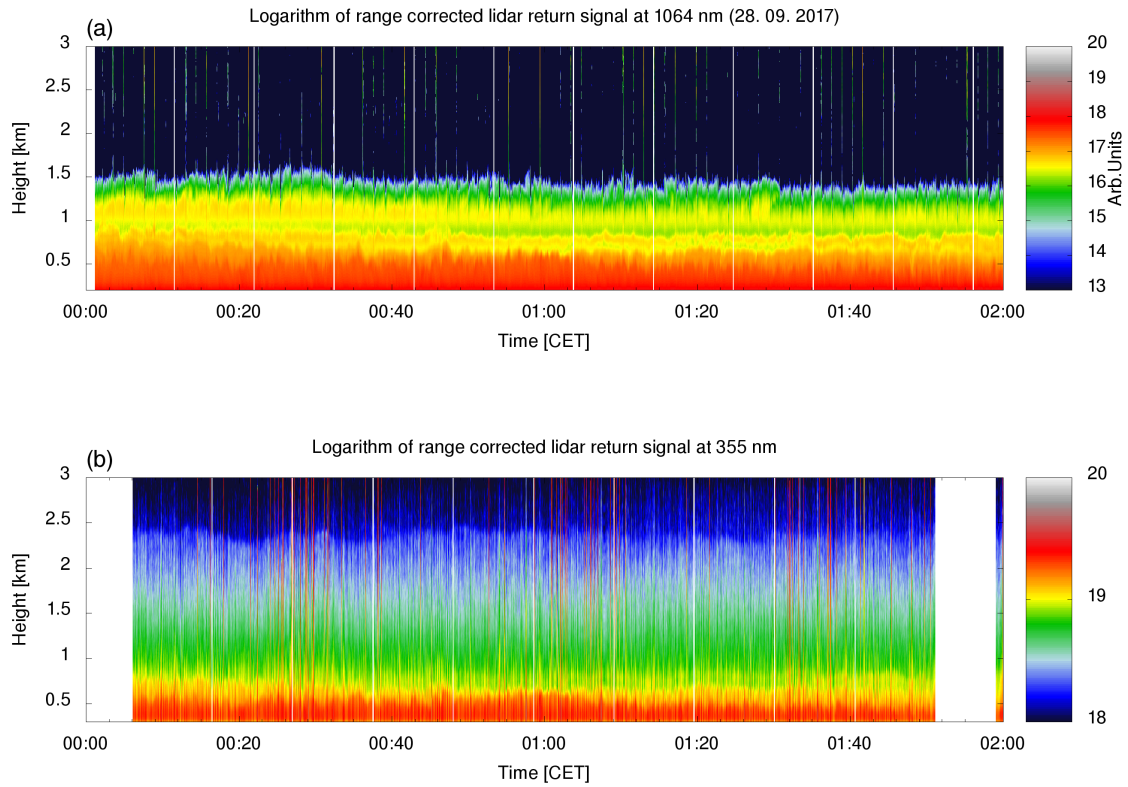 Logarithm of range corrected lidar return signal at 1064 nm (28. 09. 2017)
(a)
3
2.5
2
1.5
1
0.5
Height [km]
00:00 00:20 00:40 01:00 01:20 01:40 02:00
Time [CET]
20
19
18
17
16
15
14
13
Arb.Units
Logarithm of range corrected lidar return signal at 355 nm
(b)
3
2.5
2
1.5
1
0.5
Height [km]
00:00 00:20 00:40 01:00 01:20 01:40 02:00
Time [CET]
20
19
18